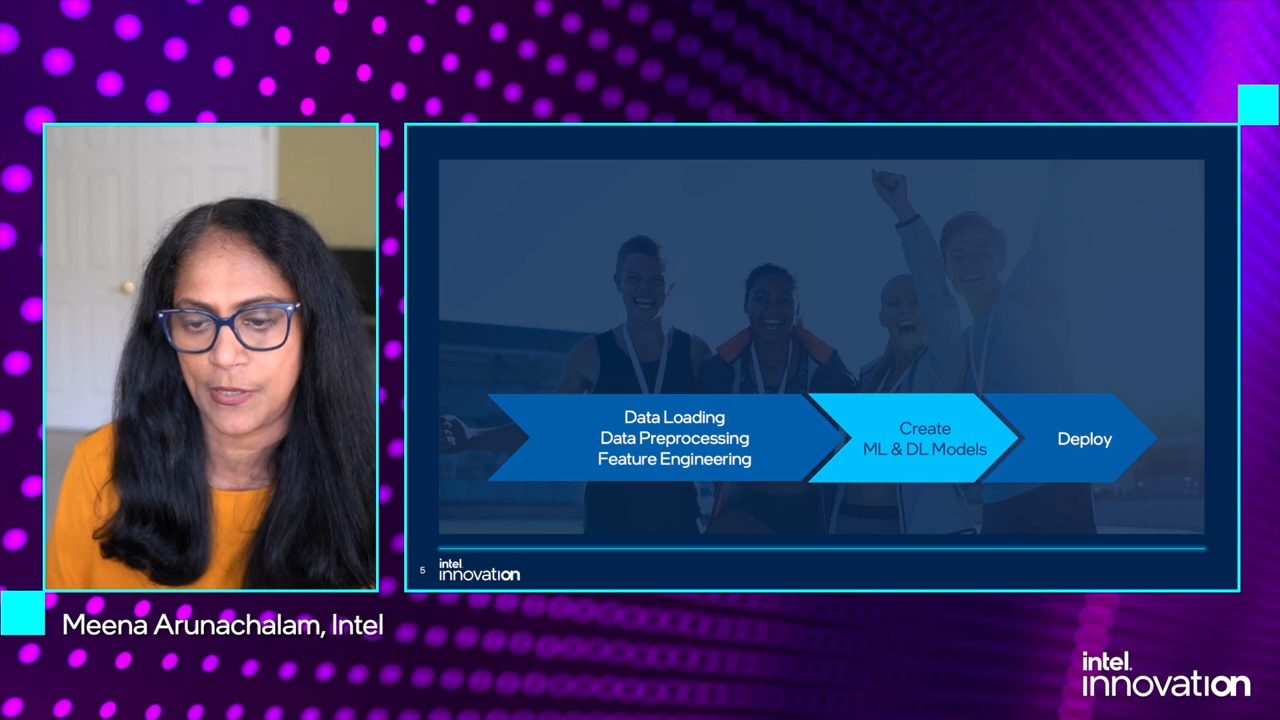 Data Loading
Data Preprocessing
Feature Engineering
Create
ML & DL Models
Deploy
5
intel.
innovation
Meena Arunachalam, Intel
intel.
innovation